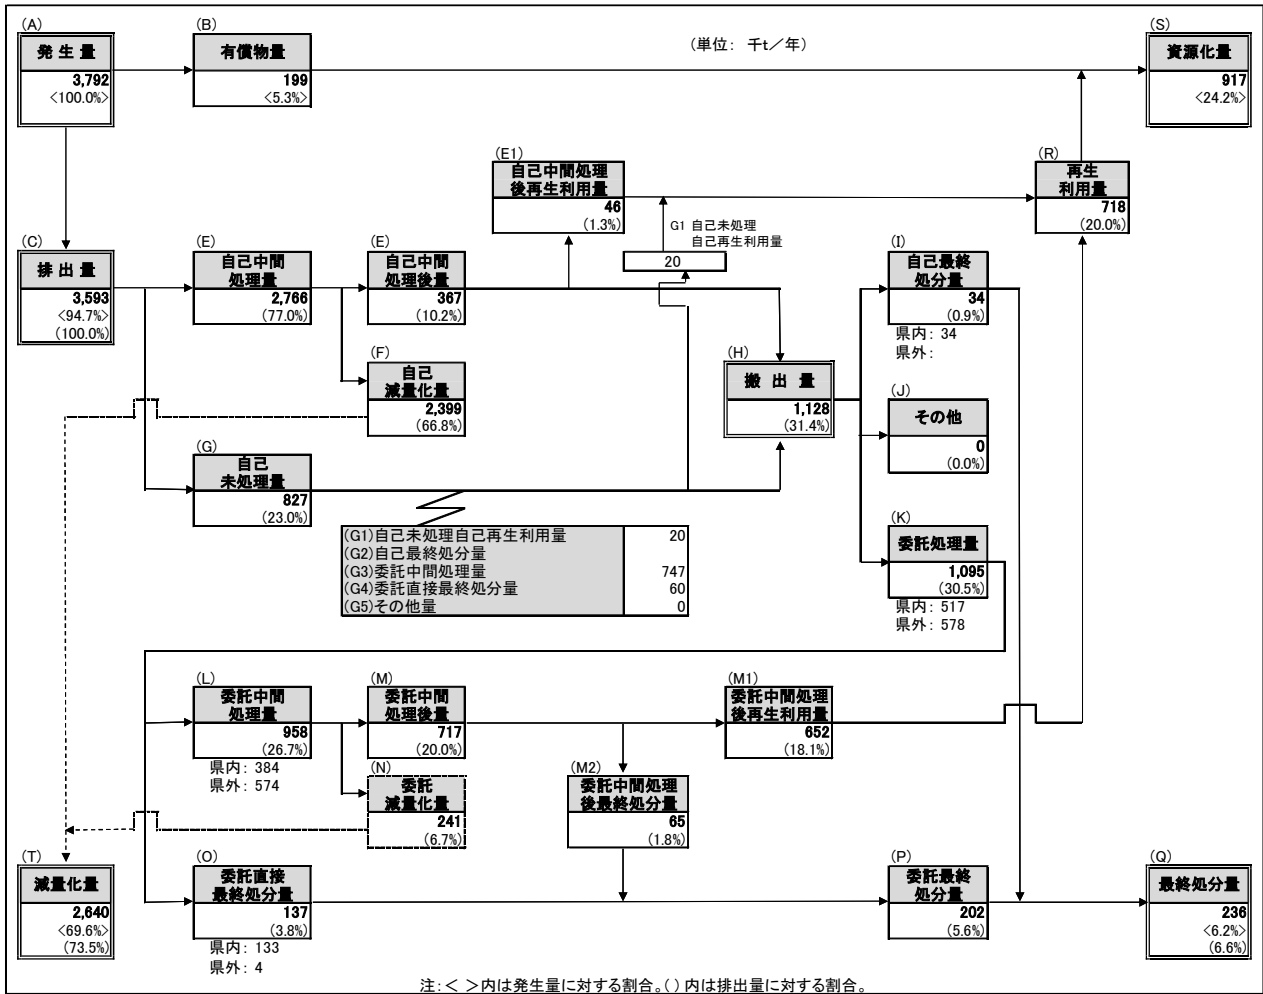 (A)
発 生 量
3,792
<100.0%>
(B)
有償物量
199
<5.3%>
(単位： 千t／年)
(S)
資源化量
917
<24.2%>
(E1)
自己中間処理
後再生利用量
46
(1.3%)
G1 自己未処理
自己再生利用量
20
(R)
再生
利用量
718
(20.0%)
(C)
排 出 量
3,593
<94.7%>
(100.0%)
(E)
自己中間
処理量
2,766
(77.0%)
(E)
自己中間
処理後量
367
(10.2%)
(F)
自己
減量化量
2,399
(66.8%)
(G)
自己
未処理量
827
(23.0%)
(G1)自己未処理自己再生利用量 20
(G2)自己最終処分量
(G3)委託中間処理量 747
(G4)委託直接最終処分量 60
(G5)その他量 0
(H)
搬 出 量
1,128
(31.4%)
(I)
自己最終
処分量
34
(0.9%)
県内： 34
県外：
(J)
その他
0
(0.0%)
(K)
委託処理量
1,095
(30.5%)
県内： 517
県外： 578
(L)
委託中間
処理量
958
(26.7%)
県内： 384
県外： 574
(M)
委託中間
処理後量
717
(20.0%)
(N)
委託
減量化量
241
(6.7%)
(M1)
委託中間処理
後再生利用量
652
(18.1%)
(M2)
委託中間処理
後最終処分量
65
(1.8%)
(T)
減量化量
2,640
<69.6%>
(73.5%)
(O)
委託直接
最終処分量
137
(3.8%)
県内： 133
県外： 4
(P)
委託最終
処分量
202
(5.6%)
(Q)
最終処分量
236
<6.2%>
(6.6%)
注：＜ ＞内は発生量に対する割合。( ) 内は排出量に対する割合。